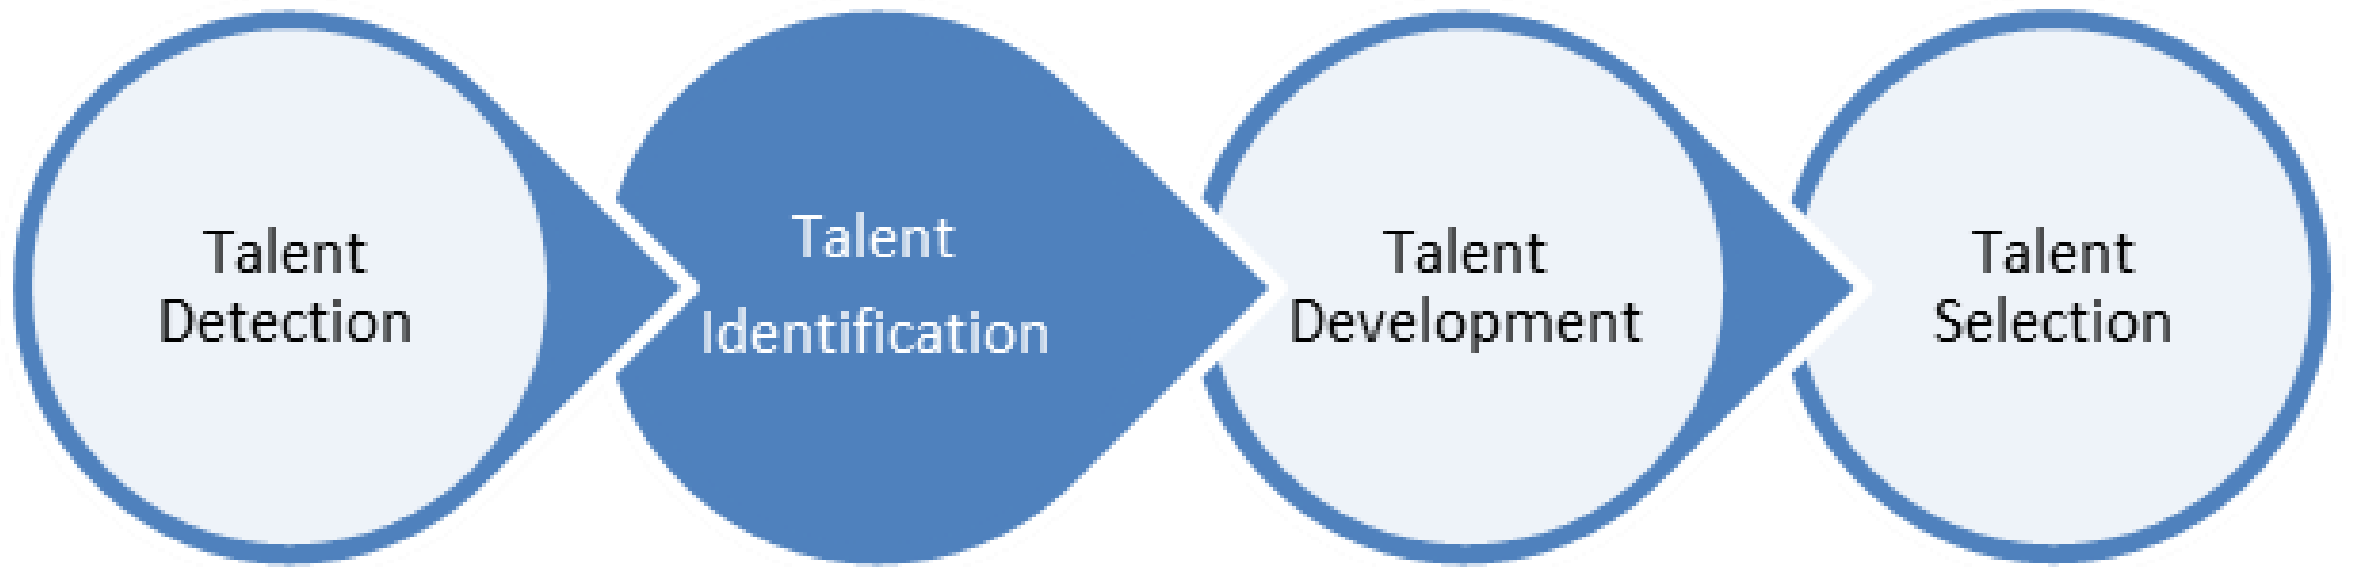 Talent
Detection
Talent
Identification
Talent
Development
Talent
Selection